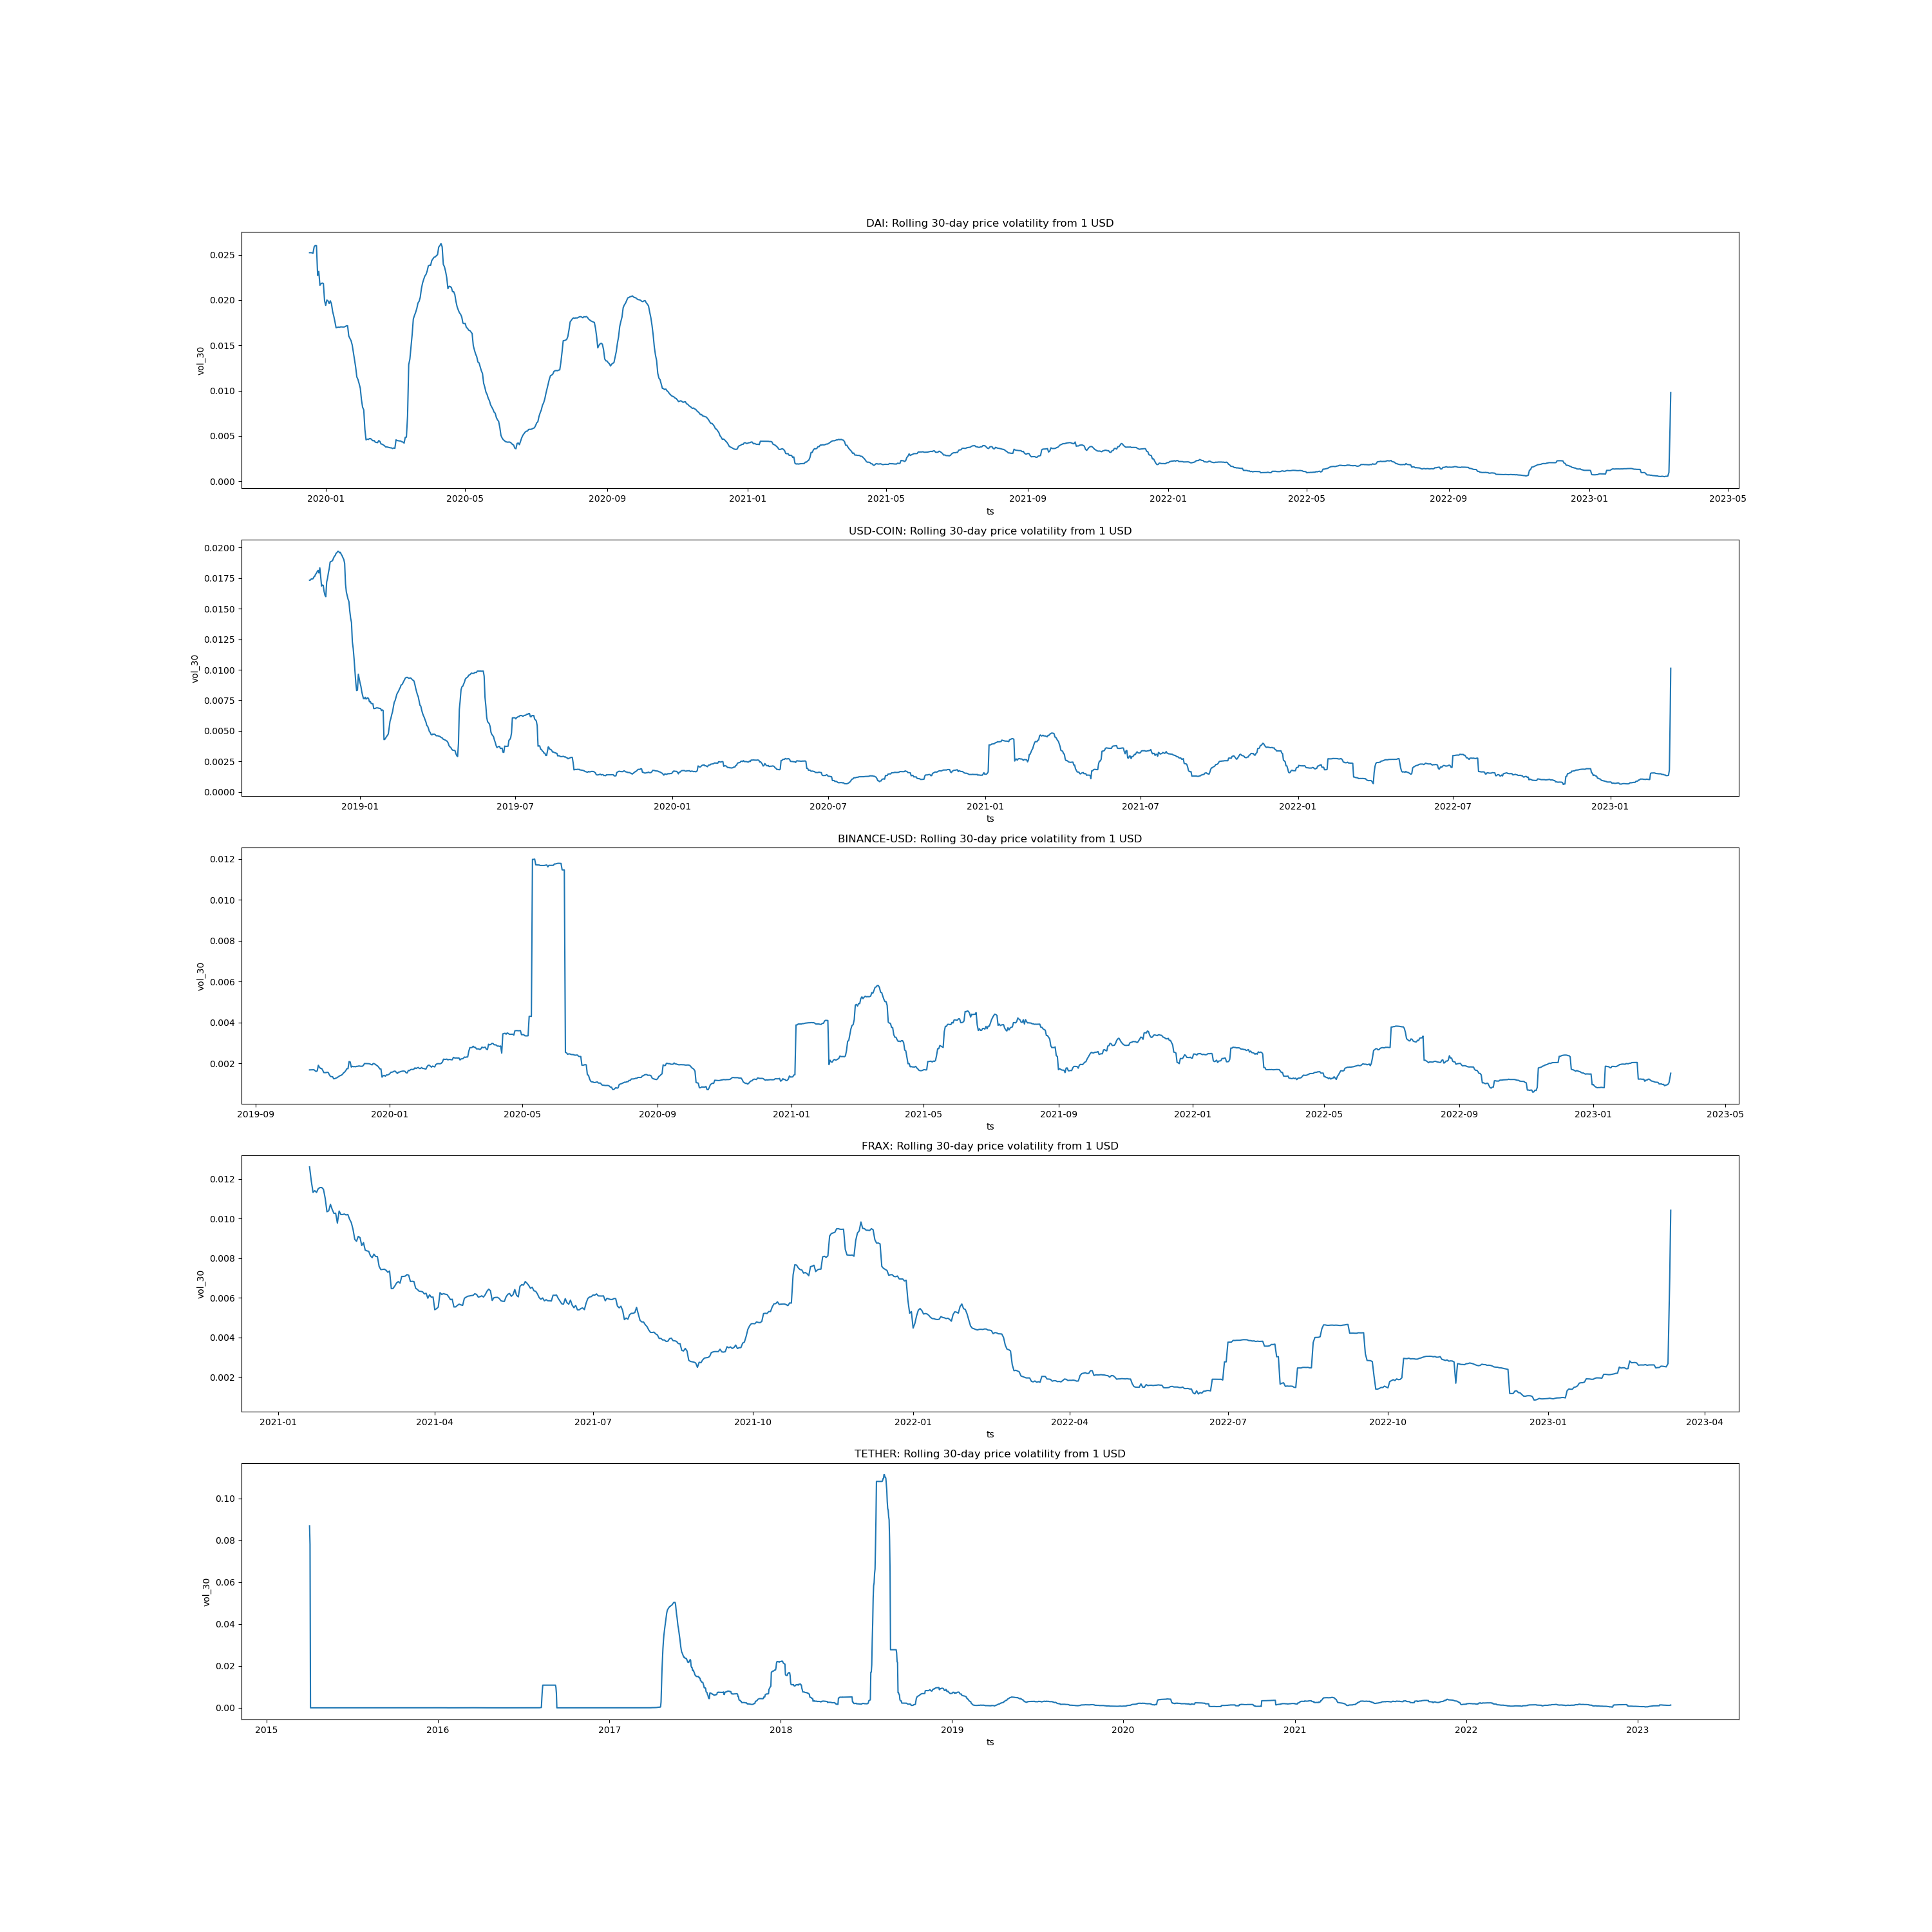 DAI: Rolling 30-day price volatility from 1 USD
0.025
0.020
0.015
0.010
0.005
0.000
vol_30
2020-01 2020-05 2020-09 2021-01 2021-05 2021-09 2022-01 2022-05 2022-09 2023-01 2023-05
ts
USD-COIN: Rolling 30-day price volatility from 1 USD
0.0200
0.0175
0.0150
0.0125
0.0100
0.0075
0.0050
0.0025
0.0000
vol_30
2019-01 2019-07 2020-01 2020-07 2021-01 2021-07 2022-01 2022-07 2023-01
ts
BINANCE-USD: Rolling 30-day price volatility from 1 USD
0.012
0.010
0.008
0.006
0.004
0.002
vol_30
2019-09 2020-01 2020-05 2020-09 2021-01 2021-05 2021-09 2022-01 2022-05 2022-09 2023-01 2023-05
ts
FRAX: Rolling 30-day price volatility from 1 USD
0.012
0.010
0.008
0.006
0.004
0.002
vol_30
2021-01 2021-04 2021-07 2021-10 2022-01 2022-04 2022-07 2022-10 2023-01 2023-04
ts
TETHER: Rolling 30-day price volatility from 1 USD
0.10
0.08
0.06
0.04
0.02
0.00
vol_30
2015 2016 2017 2018 2019 2020 2021 2022 2023
ts